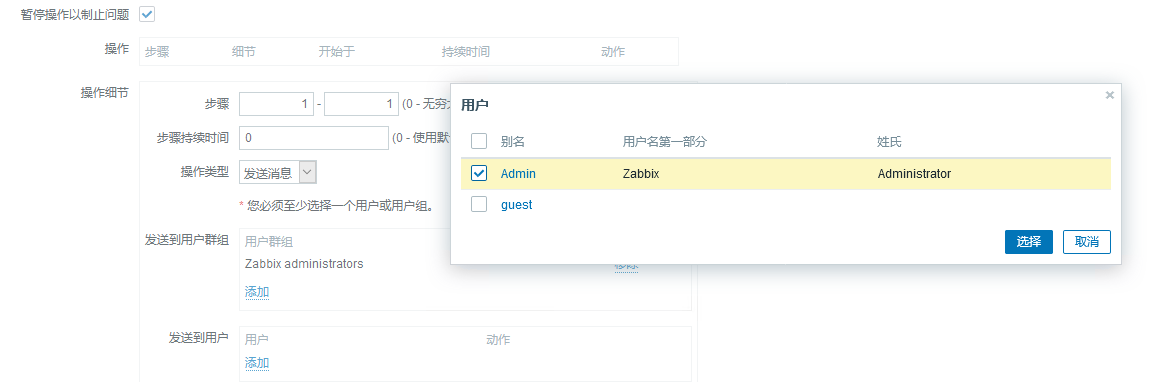 暂停操作以制止问题
操作 步骤 细节 开始于 持续时间 动作
操作细节
步骤 1 - 1 (0 - 无穷大
步骤持续时间 0 (0 - 使用默
操作类型 发送消息
* 您必须至少选择一个用户或用户组。
发送到用户群组 用户群组
Zabbix administrators 移除
添加
发送到用户 用户 动作
添加
用户 ×
别名 用户名第一部分 姓氏
Admin Zabbix Administrator
guest
选择 取消